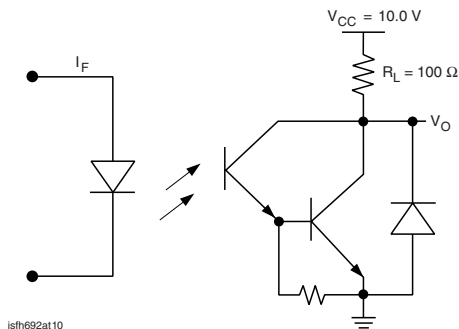 V_CC = 10.0 V
I_F
R_L = 100 Ω
V_O
isfh692at10